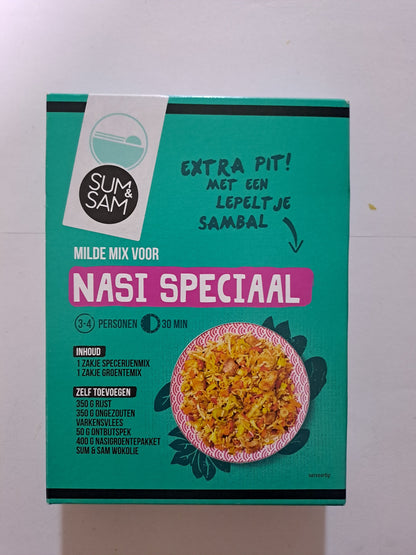 SUM
&
SAM
EXTRA PIT!
MET EEN
LEPELTJE
SAMBAL
MILDE MIX VOOR
NASI SPECIAAL
3-4 PERSONEN 30 MIN
INHOUD
1 ZAKJE SPECERIJENMIX
1 ZAKJE GROENTEMIX
ZELF TOEVOEGEN
350 G RIJST
350 G ONGEZOUTEN
VARKENSVLEES
50 G ONTBIJTSPEK
400 G NASIGROENTEPAKKET
SUM & SAM WOKOLIE
serveertip